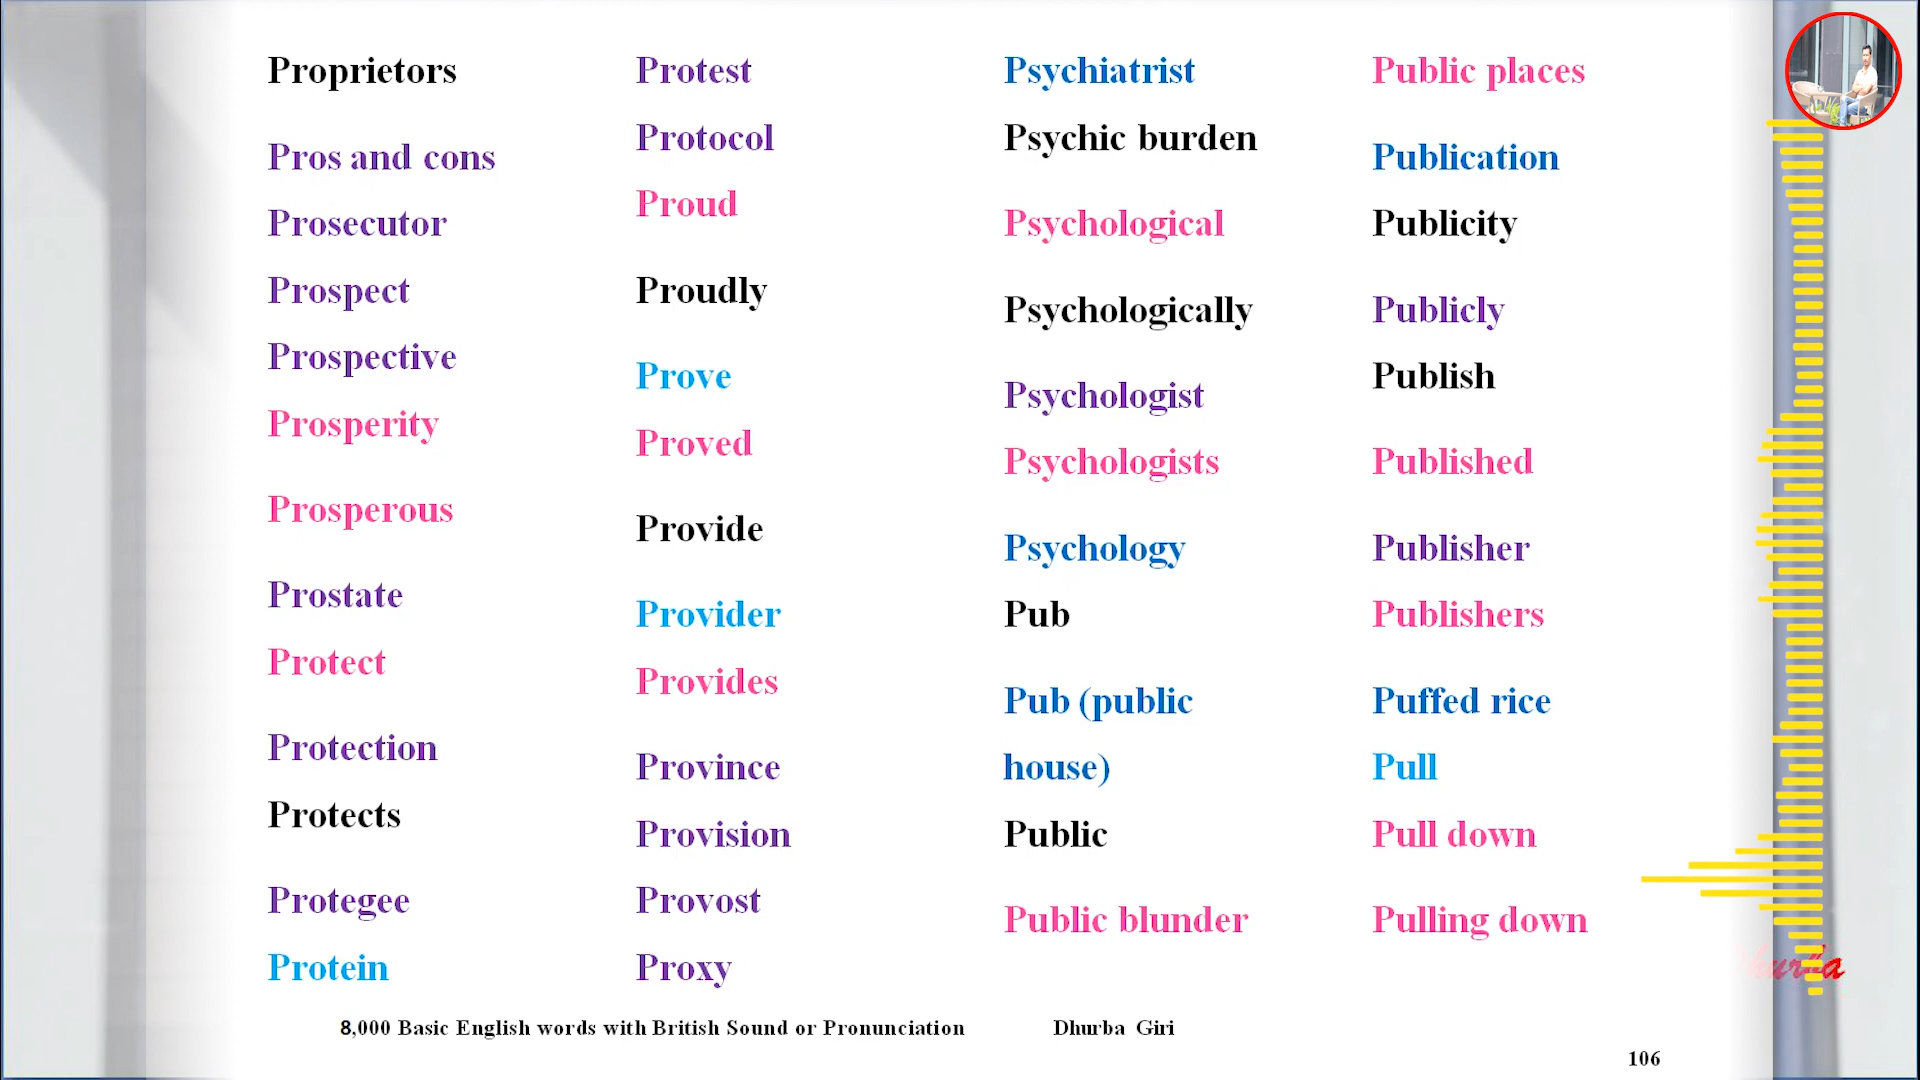 Proprietors
Pros and cons
Prosecutor
Prospect
Prospective
Prosperity
Prosperous
Prostate
Protect
Protection
Protects
Protegee
Protein
Protest
Protocol
Proud
Proudly
Prove
Proved
Provide
Provider
Provides
Province
Provision
Provost
Proxy
Psychiatrist
Psychic burden
Psychological
Psychologically
Psychologist
Psychologists
Psychology
Pub
Pub (public
house)
Public
Public blunder
Public places
Publication
Publicity
Publicly
Publish
Published
Publisher
Publishers
Puffed rice
Pull
Pull down
Pulling down
8,000 Basic English words with British Sound or Pronunciation Dhurba Giri
106